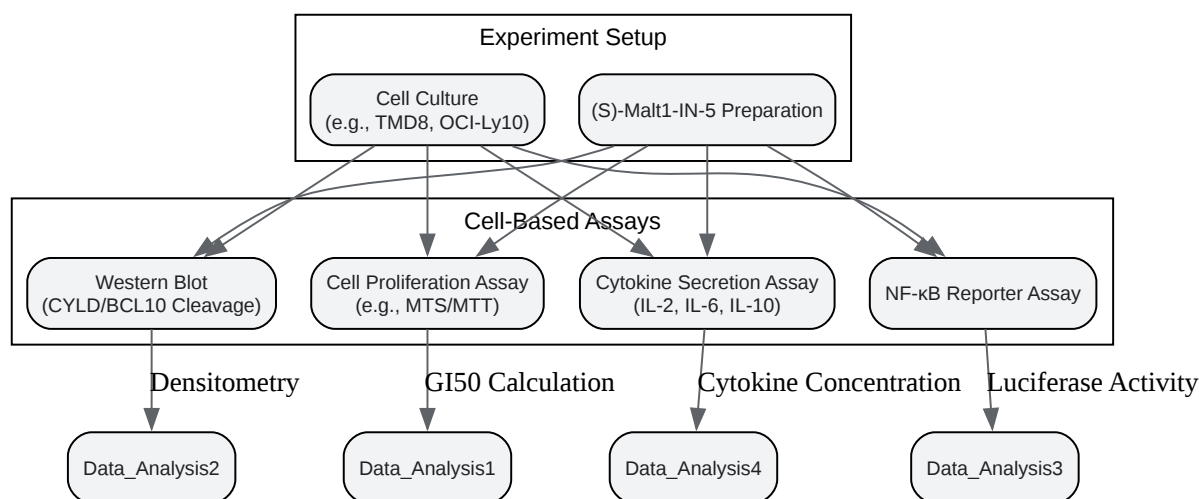 Experiment Setup
Cell Culture
(e.g., TMD8, OCI-Ly10)
(S)-Malt1-IN-5 Preparation
Cell-Based Assays
Western Blot
(CYLD/BCL10 Cleavage)
Cell Proliferation Assay
(e.g., MTS/MTT)
Cytokine Secretion Assay
(IL-2, IL-6, IL-10)
NF-κB Reporter Assay
Densitometry
GI50 Calculation
Cytokine Concentration
Luciferase Activity
Data_Analysis2
Data_Analysis1
Data_Analysis4
Data_Analysis3